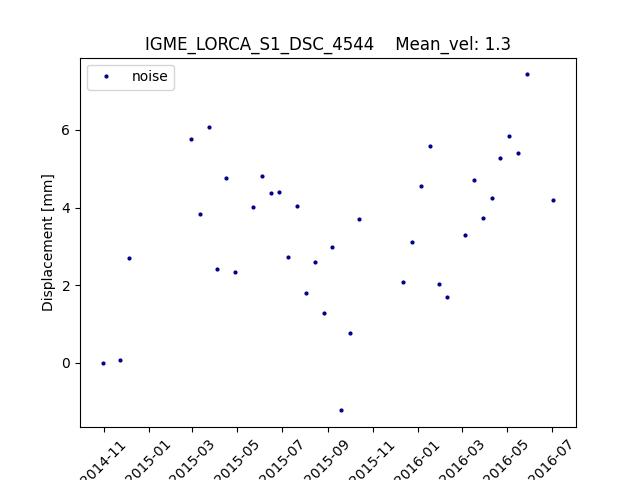 IGME_LORCA_S1_DSC_4544    Mean_vel: 1.3
noise
Displacement [mm]
6
4
2
0
2014-11 2015-01 2015-03 2015-05 2015-07 2015-09 2015-11 2016-01 2016-03 2016-05 2016-07